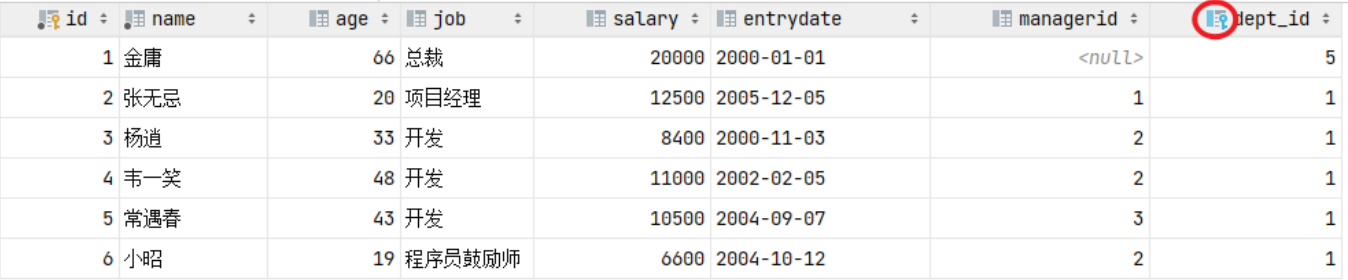 id name age job salary entrydate managerid dept_id
1 金庸 66 总裁 20000 2000-01-01 <null> 5
2 张无忌 20 项目经理 12500 2005-12-05 1 1
3 杨逍 33 开发 8400 2000-11-03 2 1
4 韦一笑 48 开发 11000 2002-02-05 2 1
5 常遇春 43 开发 10500 2004-09-07 3 1
6 小昭 19 程序员鼓励师 6600 2004-10-12 2 1